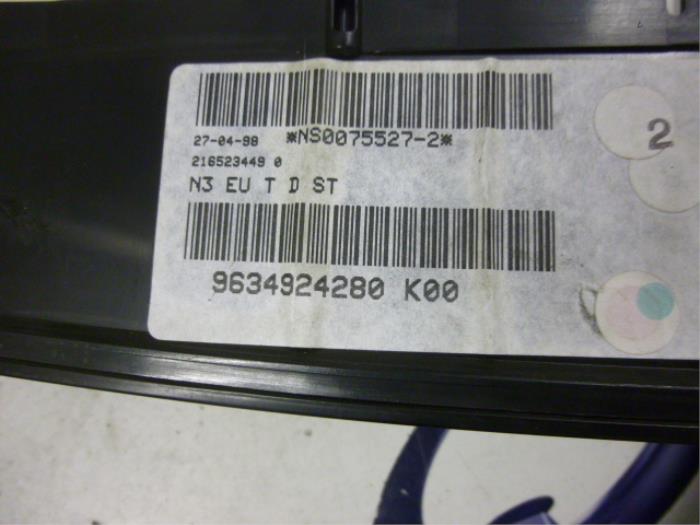 27-04-98 *NS0075527-2*
216523449 0
N3 EU T D ST
9634924280 K00
2